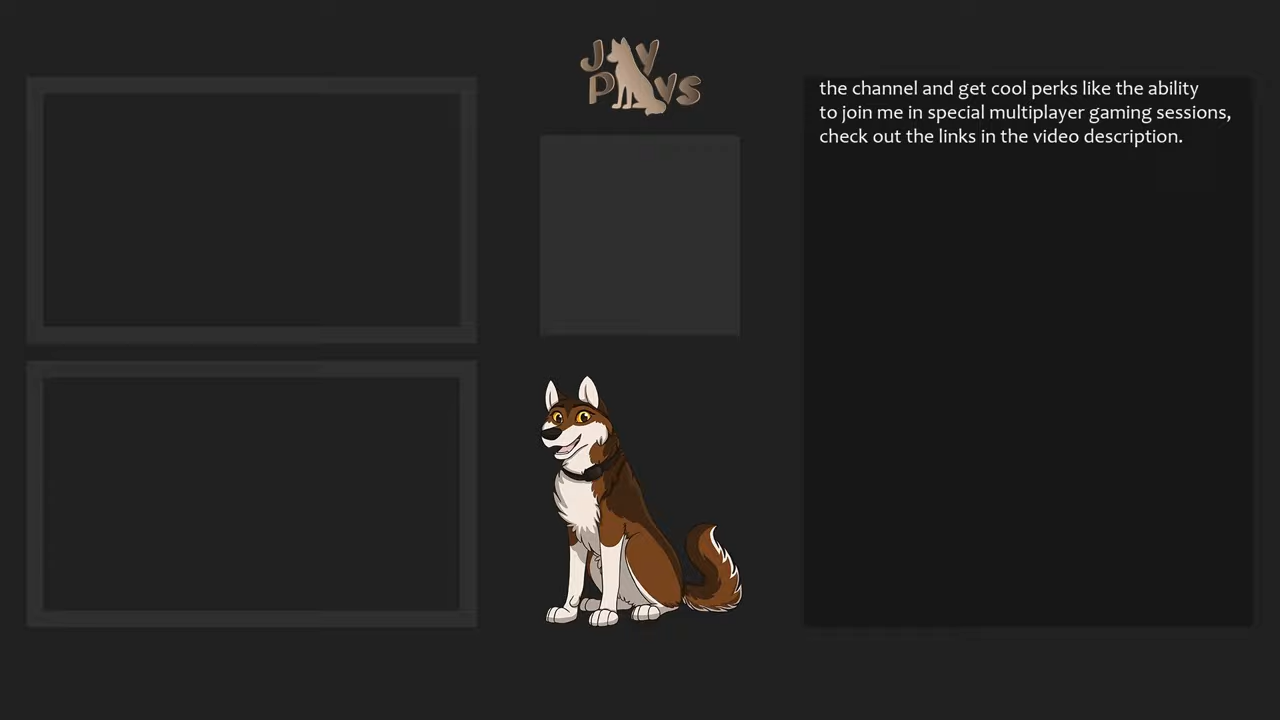 JAY
PAWS
the channel and get cool perks like the ability
to join me in special multiplayer gaming sessions,
check out the links in the video description.